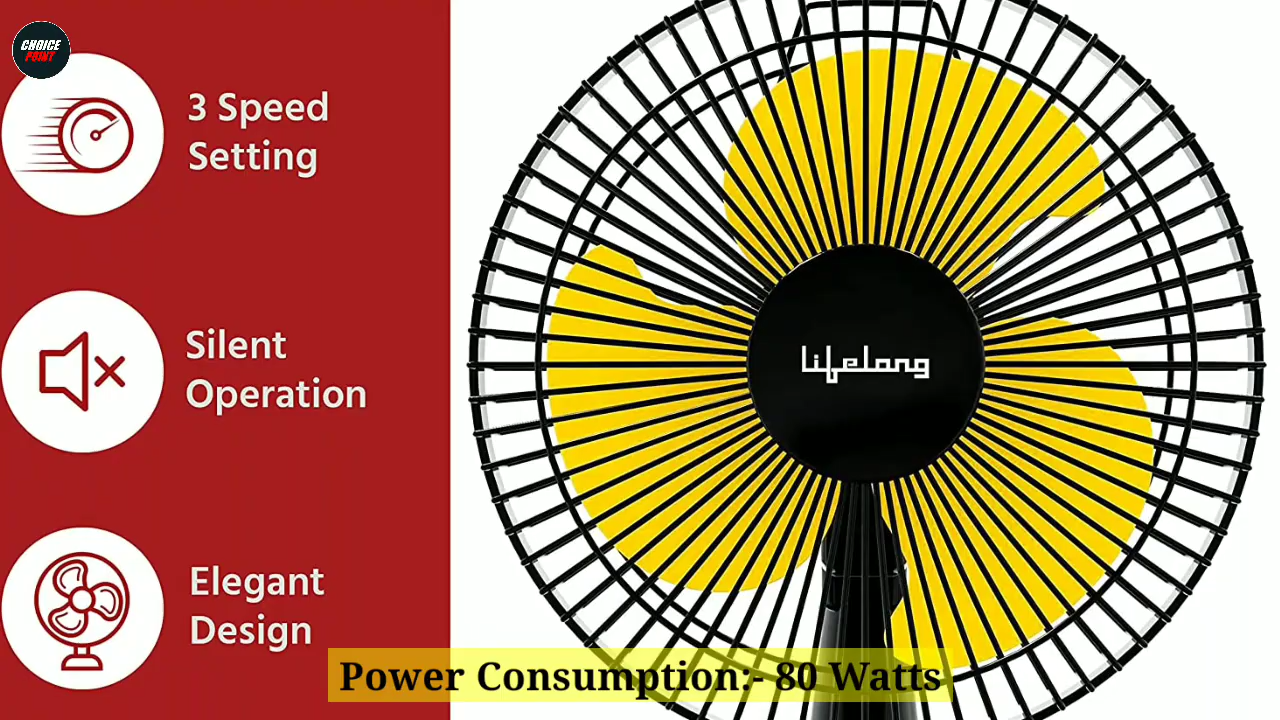 CHOICE
POINT
3 Speed
Setting
Silent
Operation
Elegant
Design
lifelong
Power Consumption:- 80 Watts